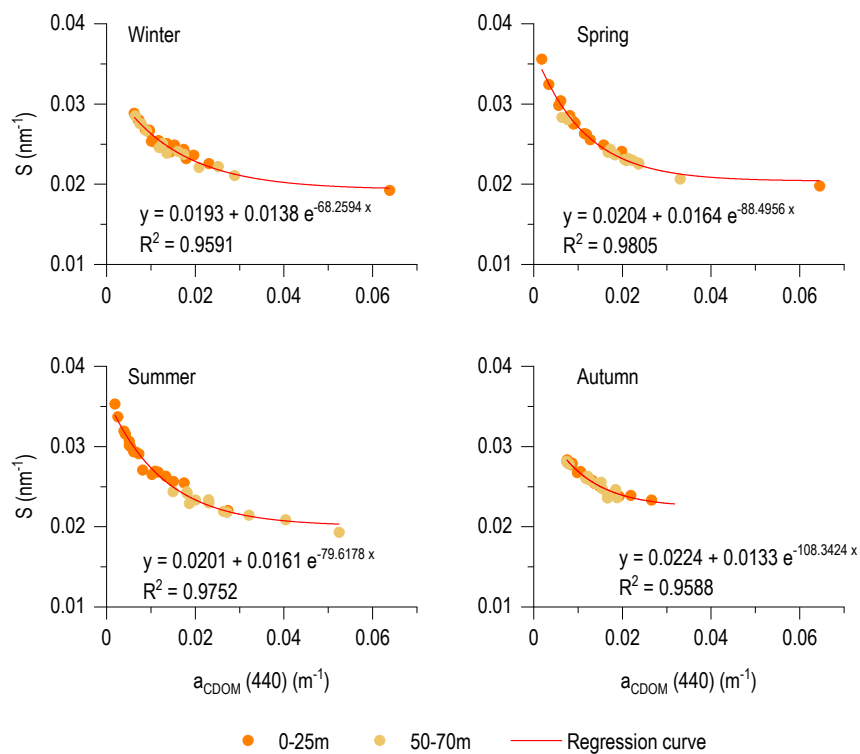 Winter
0.04
0.03
0.02
0.01
S (nm-1)
y = 0.0193 + 0.0138 e-68.2594 x
R2 = 0.9591
0 0.02 0.04 0.06
Spring
0.04
0.03
0.02
0.01
y = 0.0204 + 0.0164 e-88.4956 x
R2 = 0.9805
0 0.02 0.04 0.06
Summer
0.04
0.03
0.02
0.01
S (nm-1)
y = 0.0201 + 0.0161 e-79.6178 x
R2 = 0.9752
0 0.02 0.04 0.06
aCDOM (440) (m-1)
Autumn
0.04
0.03
0.02
0.01
y = 0.0224 + 0.0133 e-108.3424 x
R2 = 0.9588
0 0.02 0.04 0.06
aCDOM (440) (m-1)
0-25m 50-70m Regression curve